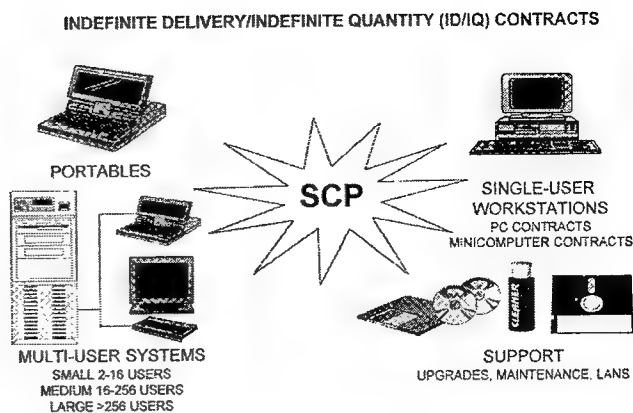 INDEFINITE DELIVERY/INDEFINITE QUANTITY (ID/IQ) CONTRACTS
PORTABLES
SCP
SINGLE-USER
WORKSTATIONS
PC CONTRACTS
MINICOMPUTER CONTRACTS
MULTI-USER SYSTEMS
SMALL 2-16 USERS
MEDIUM 16-256 USERS
LARGE >256 USERS
CLEANER
SUPPORT
UPGRADES, MAINTENANCE, LANS